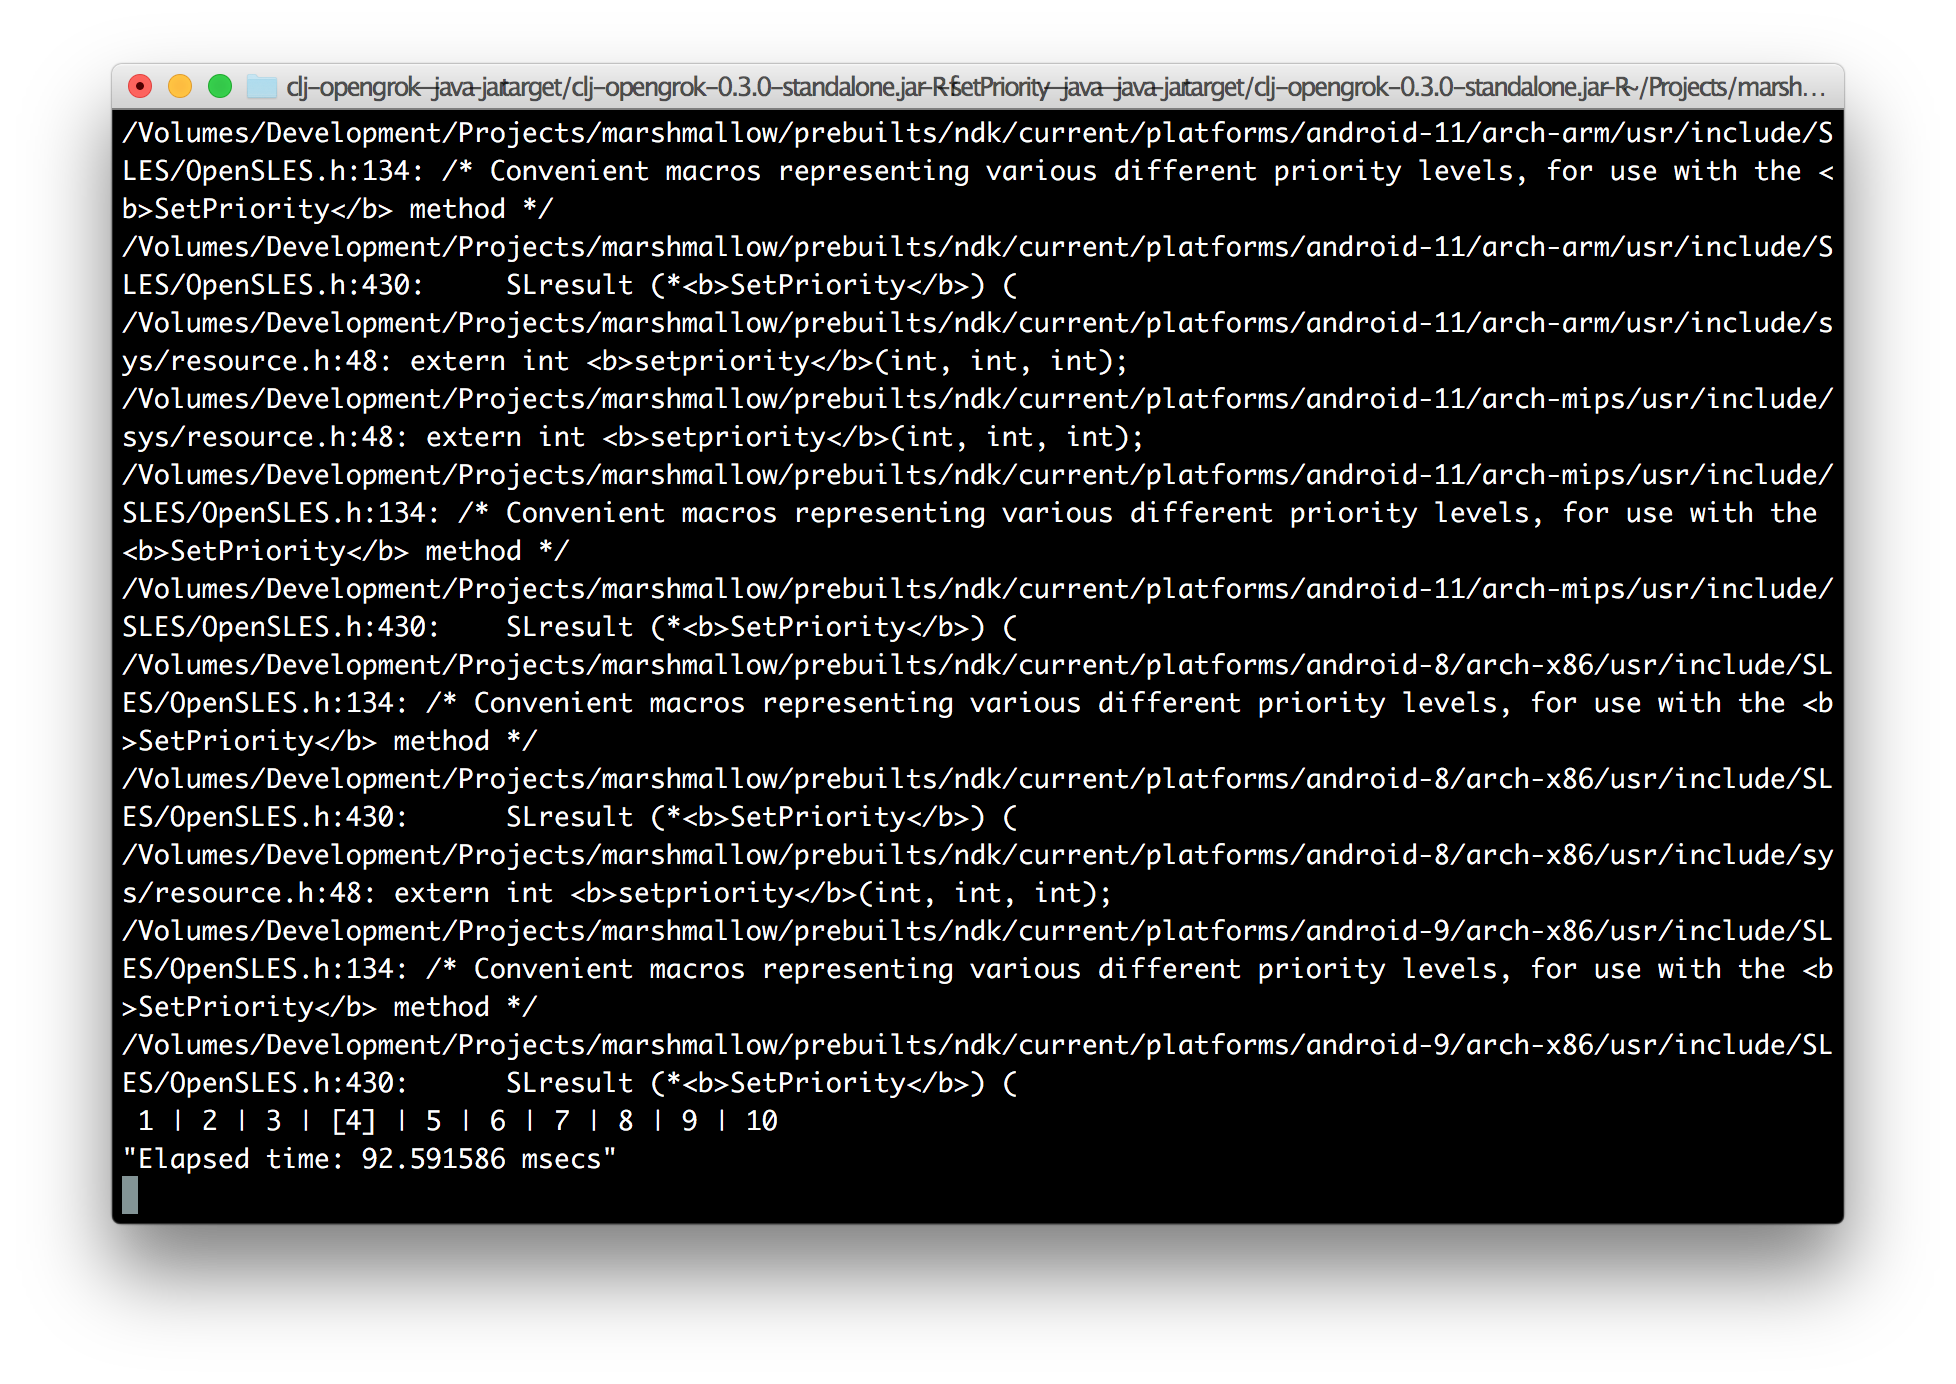 clj-opengrok — java -jar target/clj-opengrok-0.3.0-standalone.jar -R -f setPriority — java — java -jar target/clj-opengrok-0.3.0-standalone.jar -R ~/Projects/marsh…
/Volumes/Development/Projects/marshmallow/prebuilts/ndk/current/platforms/android-11/arch-arm/usr/include/S
LES/OpenSLES.h:134: /* Convenient macros representing various different priority levels, for use with the <
b>SetPriority</b> method */
/Volumes/Development/Projects/marshmallow/prebuilts/ndk/current/platforms/android-11/arch-arm/usr/include/S
LES/OpenSLES.h:430:     SLresult (*<b>SetPriority</b>) (
/Volumes/Development/Projects/marshmallow/prebuilts/ndk/current/platforms/android-11/arch-arm/usr/include/s
ys/resource.h:48: extern int <b>setpriority</b>(int, int, int);
/Volumes/Development/Projects/marshmallow/prebuilts/ndk/current/platforms/android-11/arch-mips/usr/include/
sys/resource.h:48: extern int <b>setpriority</b>(int, int, int);
/Volumes/Development/Projects/marshmallow/prebuilts/ndk/current/platforms/android-11/arch-mips/usr/include/
SLES/OpenSLES.h:134: /* Convenient macros representing various different priority levels, for use with the
<b>SetPriority</b> method */
/Volumes/Development/Projects/marshmallow/prebuilts/ndk/current/platforms/android-11/arch-mips/usr/include/
SLES/OpenSLES.h:430:    SLresult (*<b>SetPriority</b>) (
/Volumes/Development/Projects/marshmallow/prebuilts/ndk/current/platforms/android-8/arch-x86/usr/include/SL
ES/OpenSLES.h:134: /* Convenient macros representing various different priority levels, for use with the <b
>SetPriority</b> method */
/Volumes/Development/Projects/marshmallow/prebuilts/ndk/current/platforms/android-8/arch-x86/usr/include/SL
ES/OpenSLES.h:430:      SLresult (*<b>SetPriority</b>) (
/Volumes/Development/Projects/marshmallow/prebuilts/ndk/current/platforms/android-8/arch-x86/usr/include/sy
s/resource.h:48: extern int <b>setpriority</b>(int, int, int);
/Volumes/Development/Projects/marshmallow/prebuilts/ndk/current/platforms/android-9/arch-x86/usr/include/SL
ES/OpenSLES.h:134: /* Convenient macros representing various different priority levels, for use with the <b
>SetPriority</b> method */
/Volumes/Development/Projects/marshmallow/prebuilts/ndk/current/platforms/android-9/arch-x86/usr/include/SL
ES/OpenSLES.h:430:      SLresult (*<b>SetPriority</b>) (
 1 | 2 | 3 | [4] | 5 | 6 | 7 | 8 | 9 | 10
"Elapsed time: 92.591586 msecs"